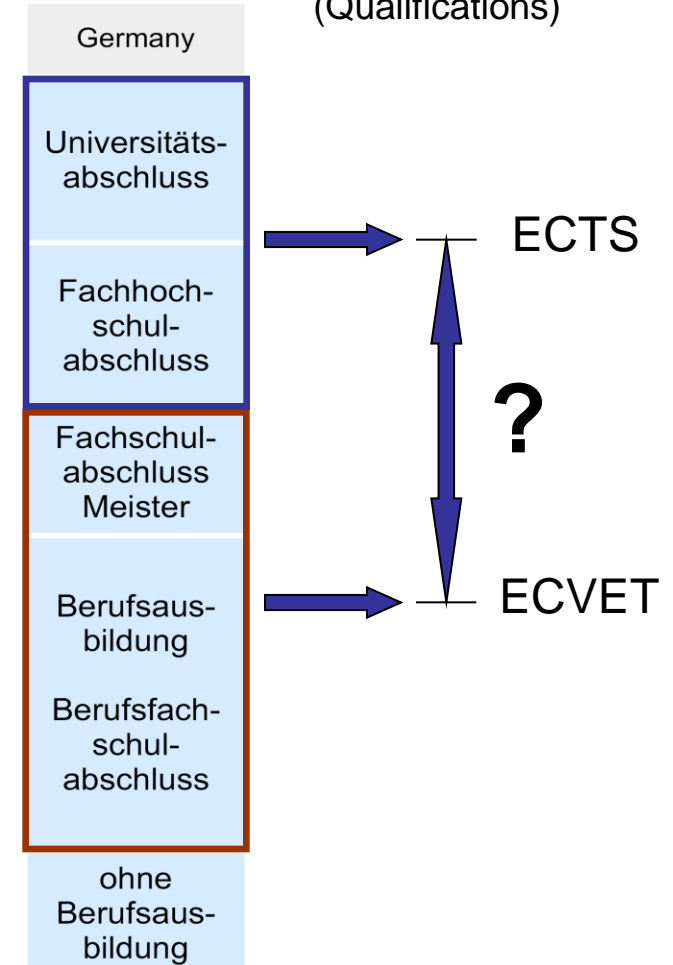 (Qualifications)
Germany
Universitäts-
abschluss
ECTS
Fachhoch-
schul-
abschluss
?
Fachschul-
abschluss
Meister
Berufsaus-
bildung
ECVET
Berufsfach-
schul-
abschluss
ohne
Berufsaus-
bildung